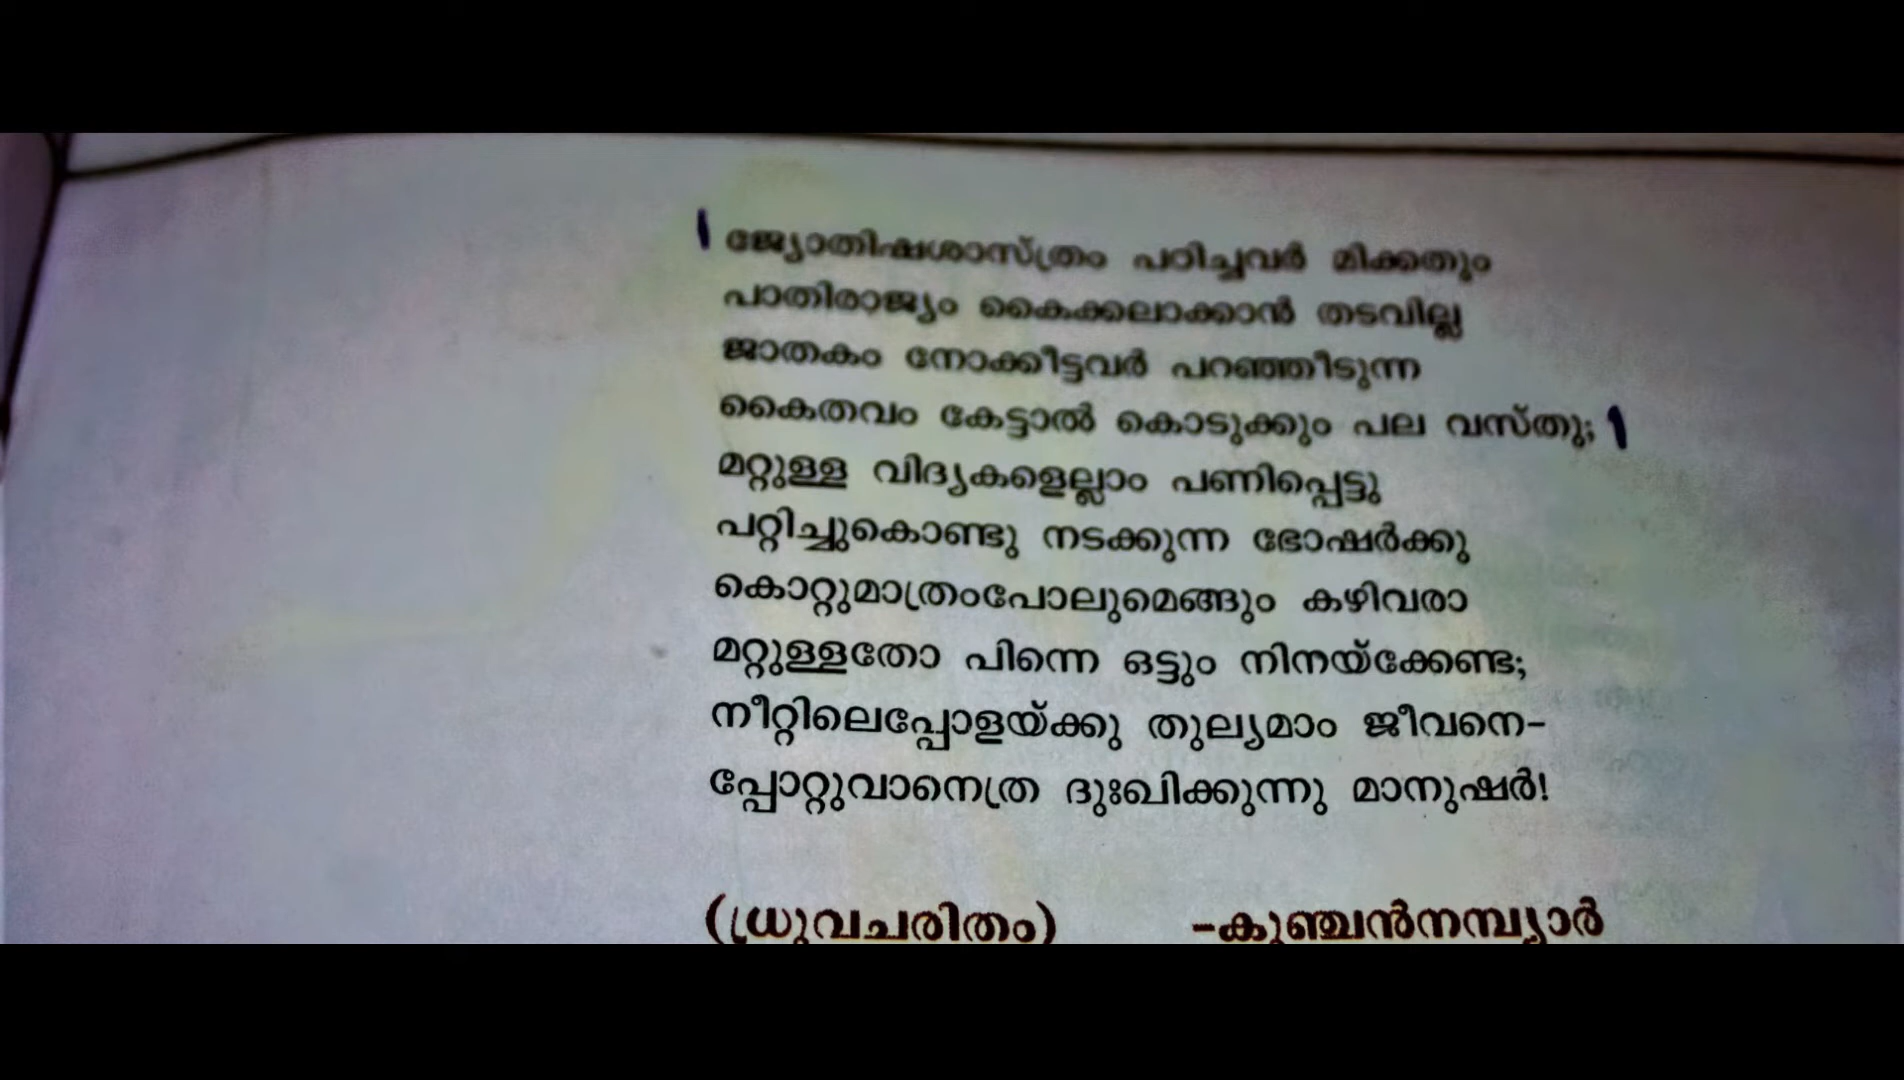 ജ്യോതിഷശാസ്ത്രം പഠിച്ചവർ മിക്കതും
പാതിരാജ്യം കൈക്കലാക്കാൻ തടവില്ല
ജാതകം നോക്കീട്ടവർ പറഞ്ഞീടുന്ന
കൈതവം കേട്ടാൽ കൊടുക്കും പല വസ്തു;
മറ്റുള്ള വിദ്യകളെല്ലാം പണിപ്പെട്ടു
പറ്റിച്ചുകൊണ്ടു നടക്കുന്ന ഭോഷർക്കു
കൊറ്റുമാത്രംപോലുമെങ്ങും കഴിവരാ
മറ്റുള്ളതോ പിന്നെ ഒട്ടും നിനയ്ക്കേണ്ട;
നീറ്റിലെപ്പോളയ്ക്കു തുല്യമാം ജീവനെ-
പ്പോറ്റുവാനെത്ര ദുഃഖിക്കുന്നു മാനുഷർ!
(ധ്രുവചരിതം) -കുഞ്ചൻനമ്പ്യാർ